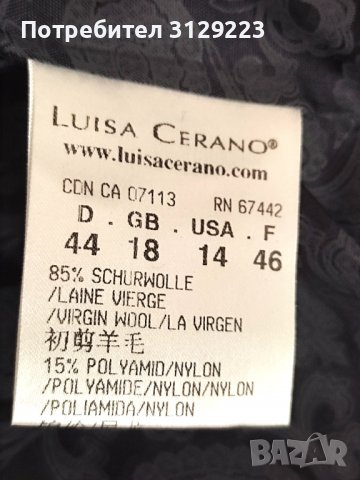 Потребител 3129223
LUISA CERANO®
www.luisacerano.com
CDN CA 07113 RN 67442
D . GB . USA . F
44 18 14 46
85% SCHURWOLLE
/LAINE VIERGE
/VIRGIN WOOL/LA VIRGEN
初剪羊毛
15% POLYAMID/NYLON
/POLYAMIDE/NYLON/NYLON
/POLIAMIDA/NYLON
BAZAR